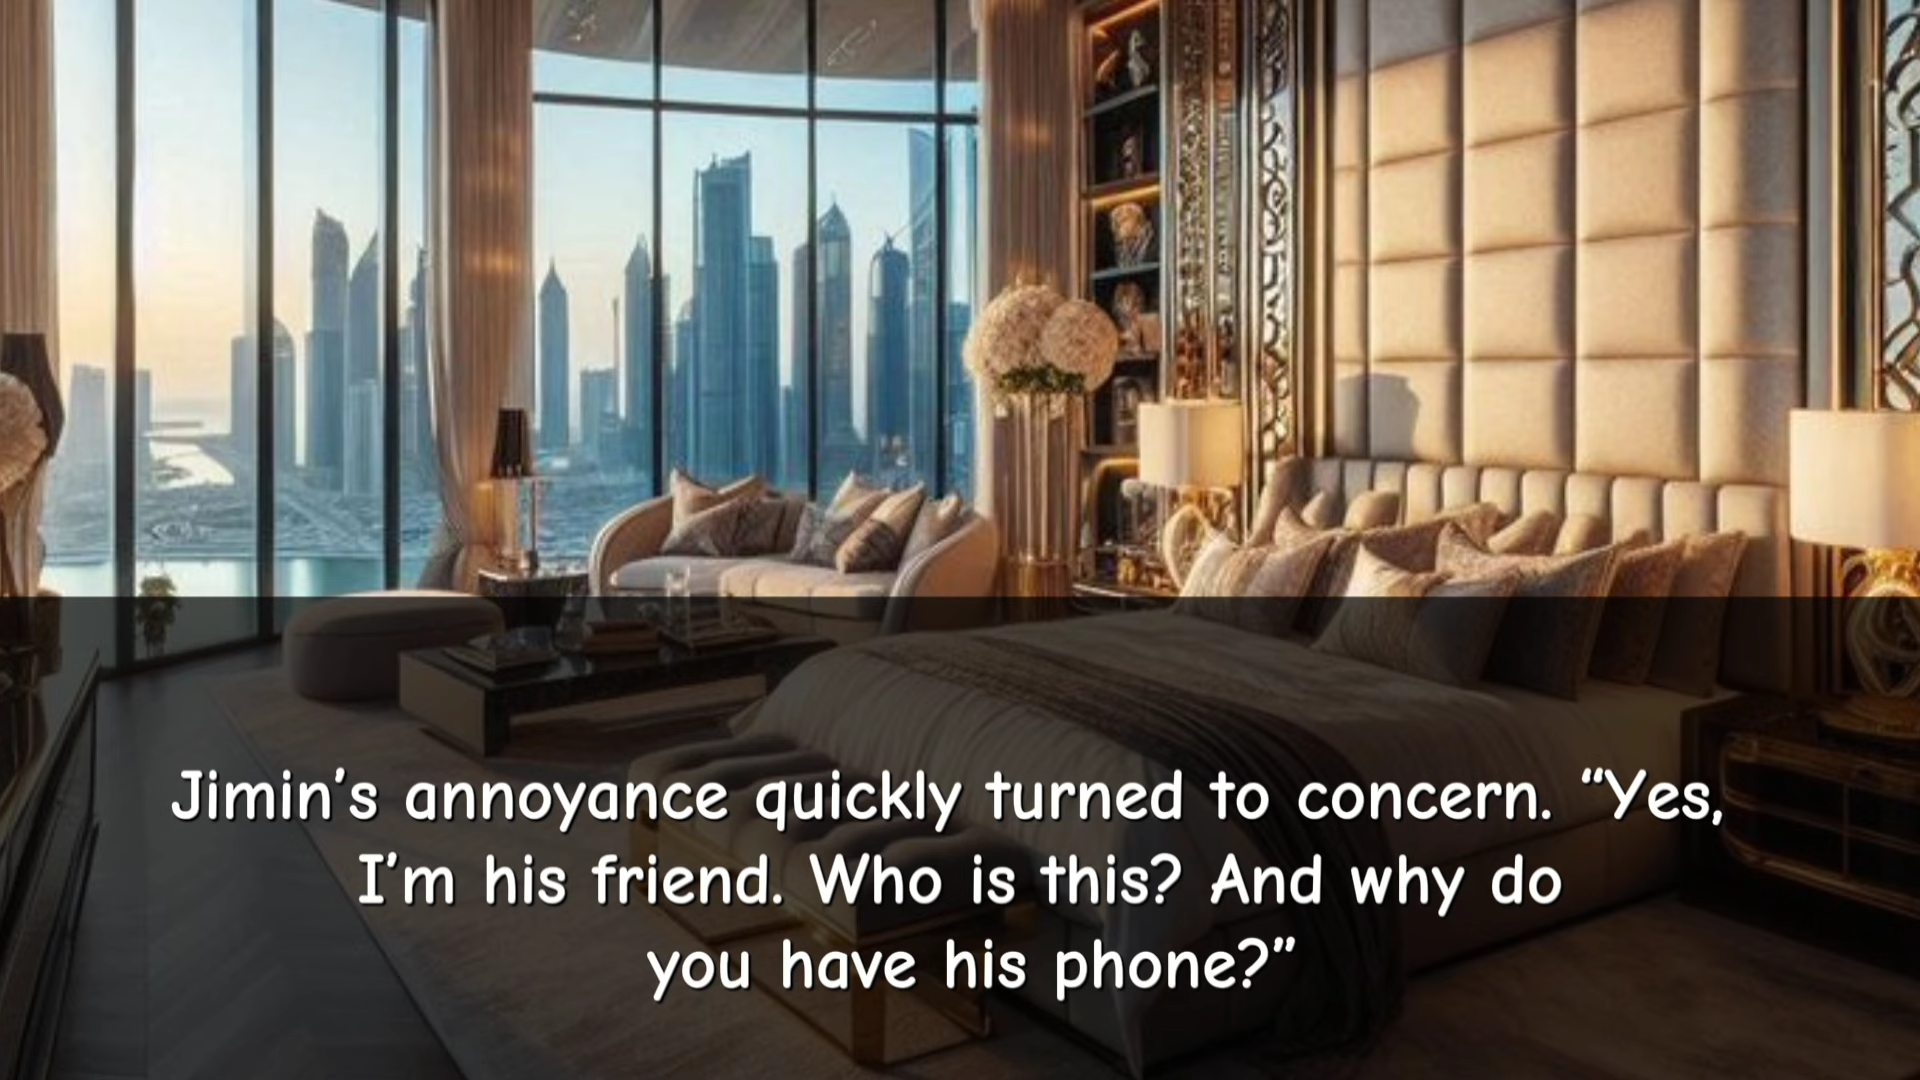 Jimin’s annoyance quickly turned to concern. “Yes,
I’m his friend. Who is this? And why do
you have his phone?”